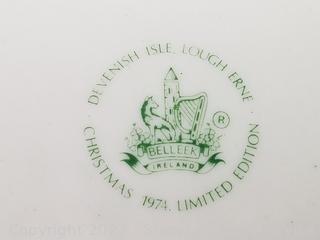 DEVENISH ISLE, LOUGH ERNE
®
BELLEEK
IRELAND
CHRISTMAS 1974, LIMITED EDITION